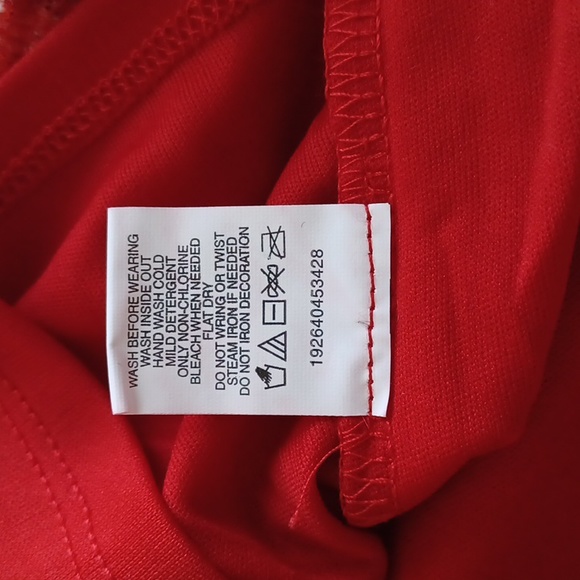 WASH BEFORE WEARING
WASH INSIDE OUT
HAND WASH COLD
MILD DETERGENT
ONLY NON-CHLORINE
BLEACH WHEN NEEDED
FLAT DRY
DO NOT WRING OR TWIST
STEAM IRON IF NEEDED
DO NOT IRON DECORATION
192640453428